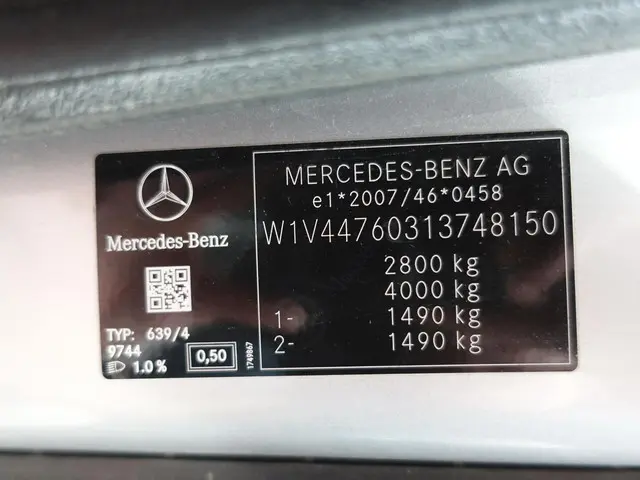 Mercedes-Benz
TYP: 639/4
9744
1.0%
0,50
1749867
MERCEDES-BENZ AG
e1*2007/46*0458
W1V44760313748150
2800 kg
4000 kg
1- 1490 kg
2- 1490 kg